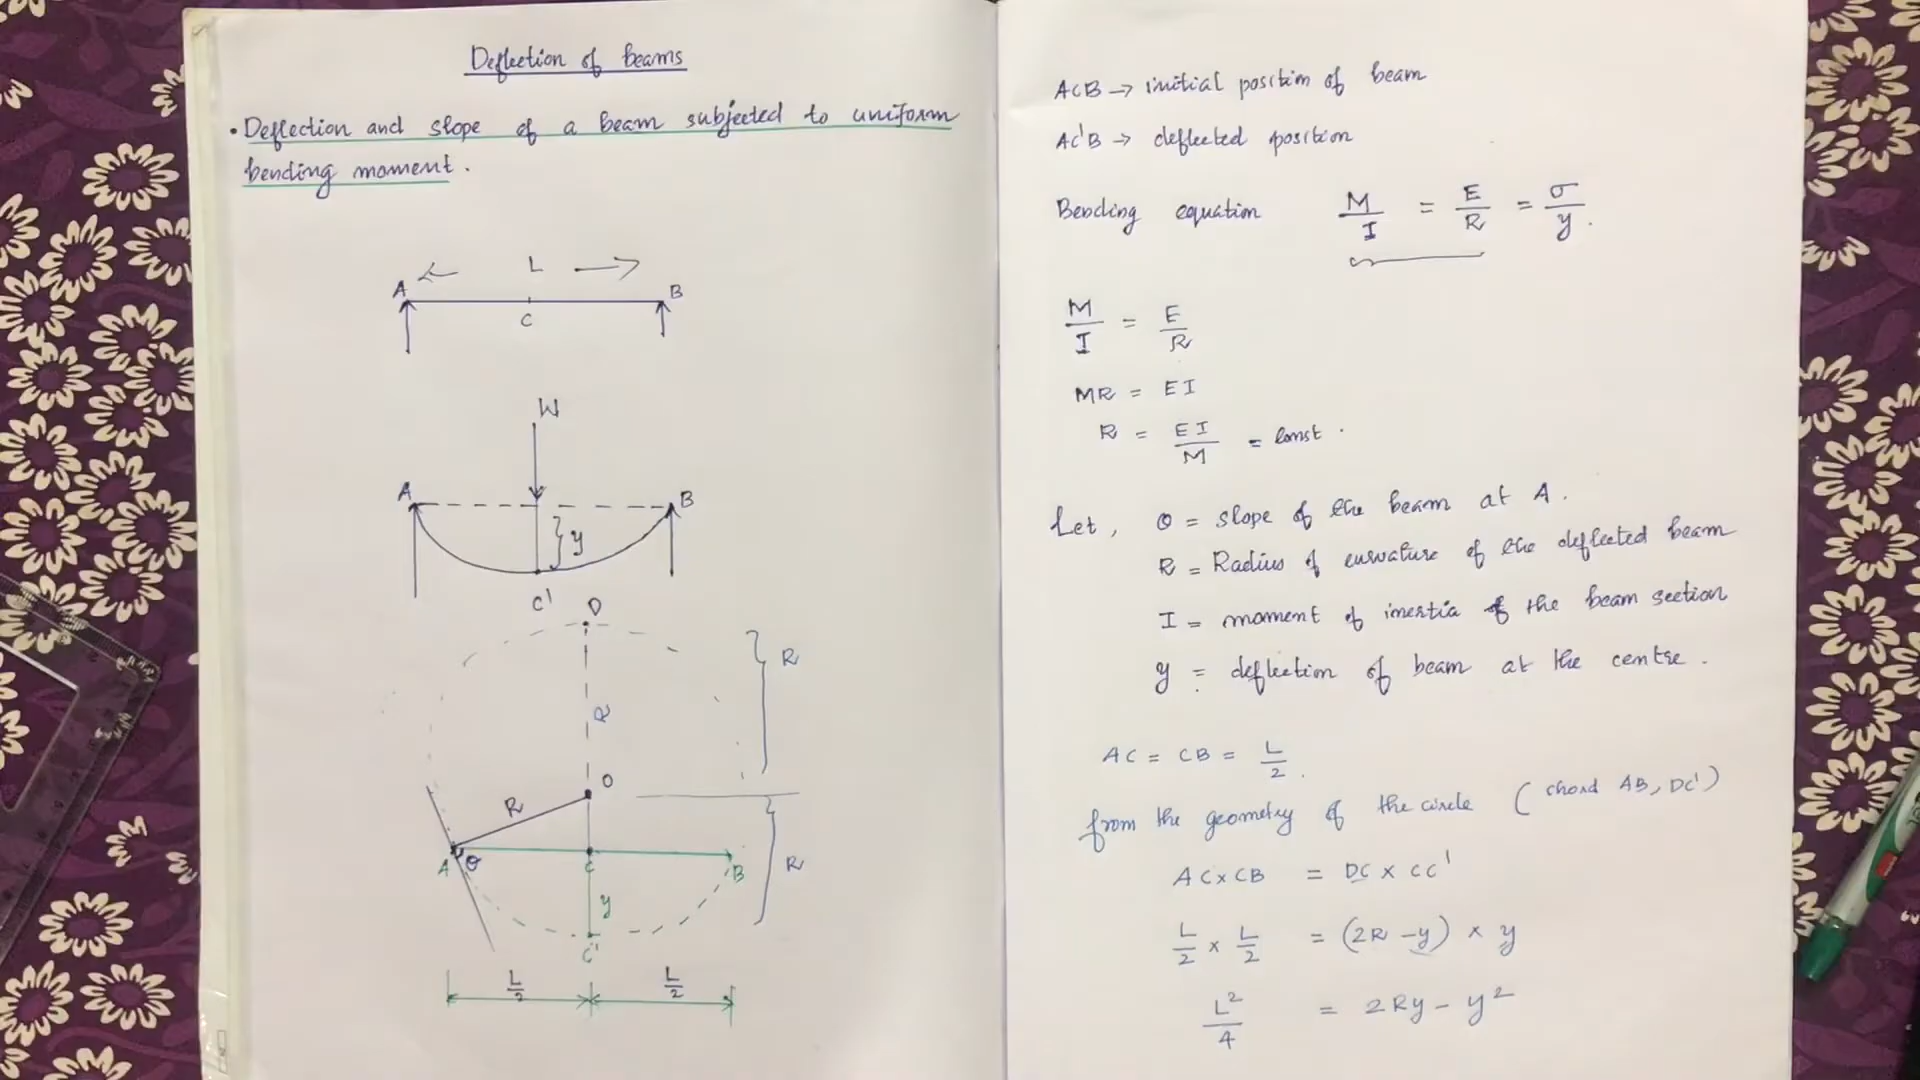 Deflection of beams
• Deflection and slope of a beam subjected to uniform
bending moment.
L
A B
C
W
A B
y
C'
D
R
R
O
R
A θ C B
R
y
C'
L/2 L/2
ACB → initial position of beam
AC'B → deflected position
Bending equation M/I = E/R = σ/y.
M/I = E/R
MR = EI
R = EI/M = Const.
Let, θ = slope of the beam at A.
R = Radius of curvature of the deflected beam
I = moment of inertia of the beam section
y = deflection of beam at the centre.
AC = CB = L/2.
from the geometry of the circle (chord AB, DC')
AC x CB = DC x CC'
L/2 x L/2 = (2R - y) x y
L²/4 = 2Ry - y²